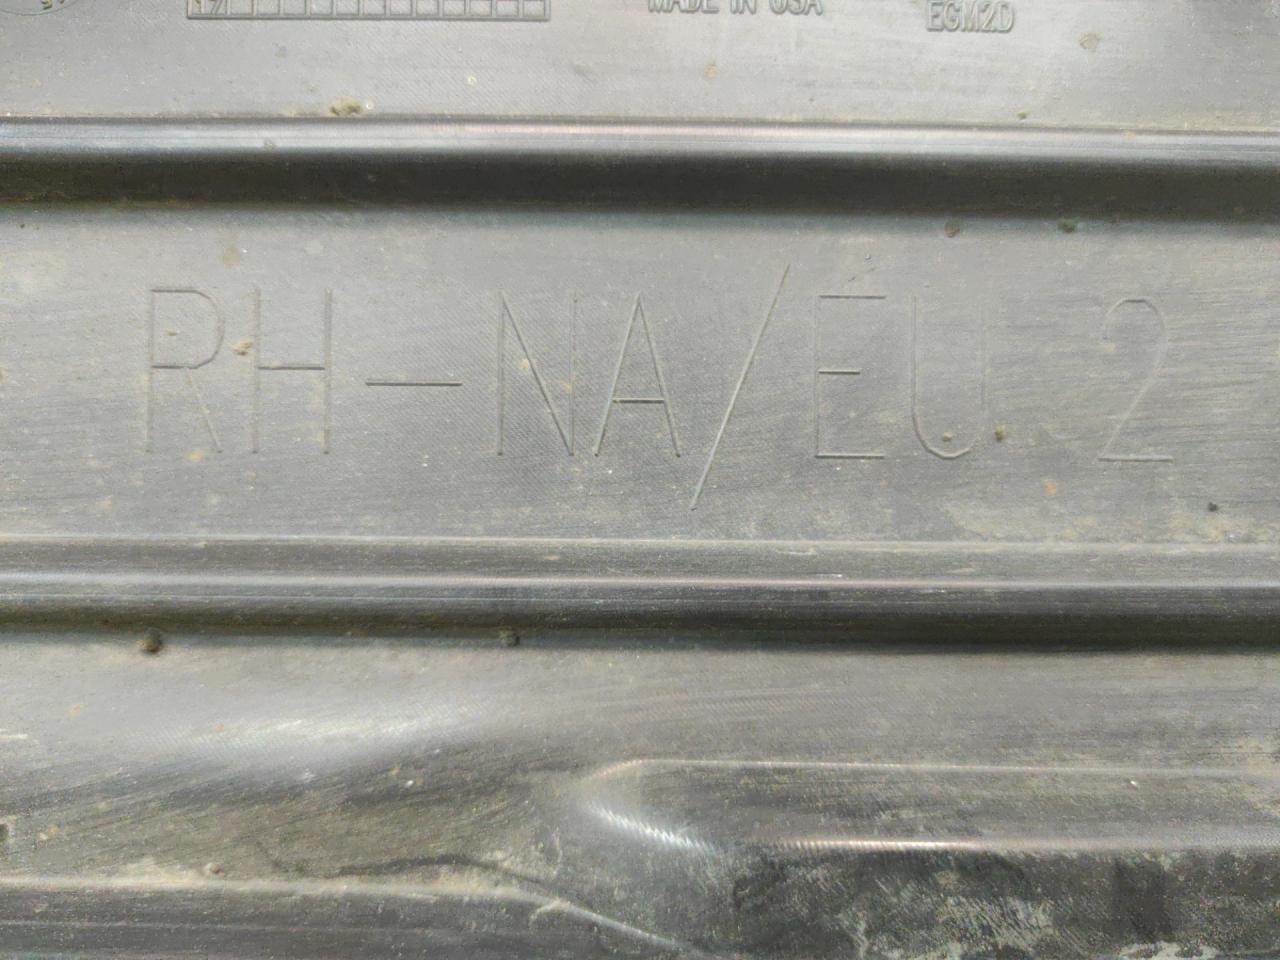 MADE IN USA
EGM2D
RH-NA/EU 2